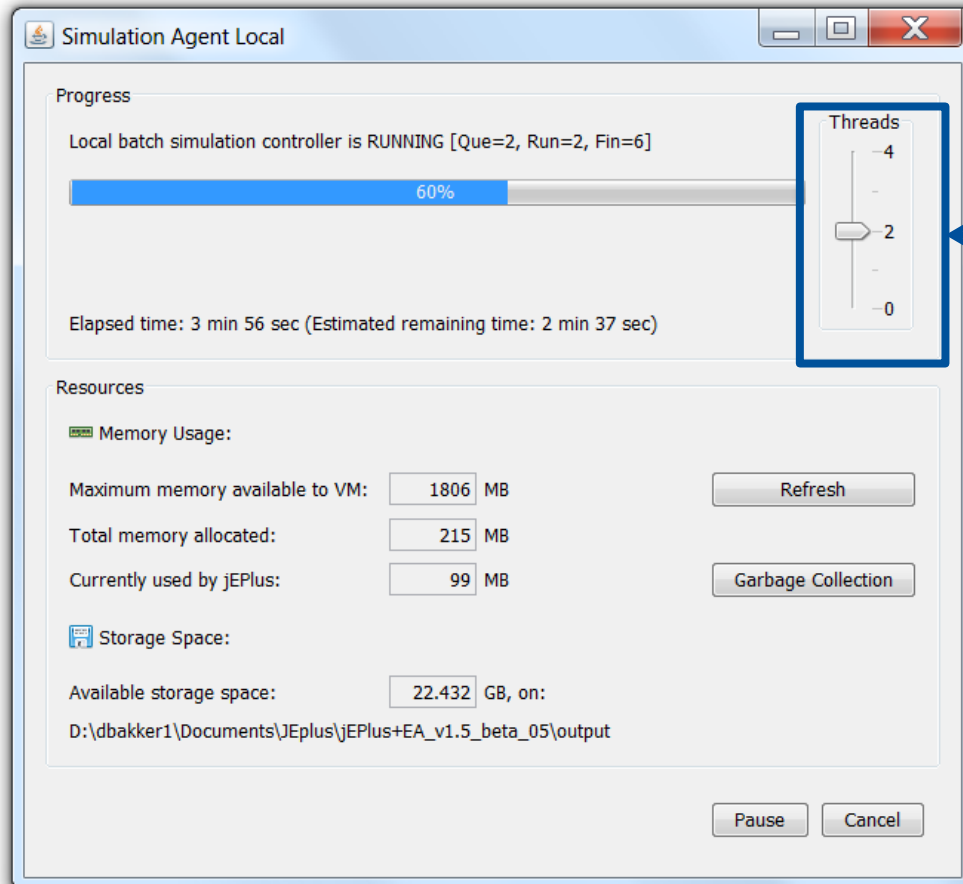 Simulation Agent Local
Progress
Local batch simulation controller is RUNNING [Que=2, Run=2, Fin=6]
60%
Elapsed time: 3 min 56 sec (Estimated remaining time: 2 min 37 sec)
Threads
4
2
0
Resources
Memory Usage:
Maximum memory available to VM: 1806 MB
Refresh
Total memory allocated: 215 MB
Currently used by jEPlus: 99 MB
Garbage Collection
Storage Space:
Available storage space: 22.432 GB, on:
D:\dbakker1\Documents\JEplus\jEPlus+EA_v1.5_beta_05\output
Pause Cancel